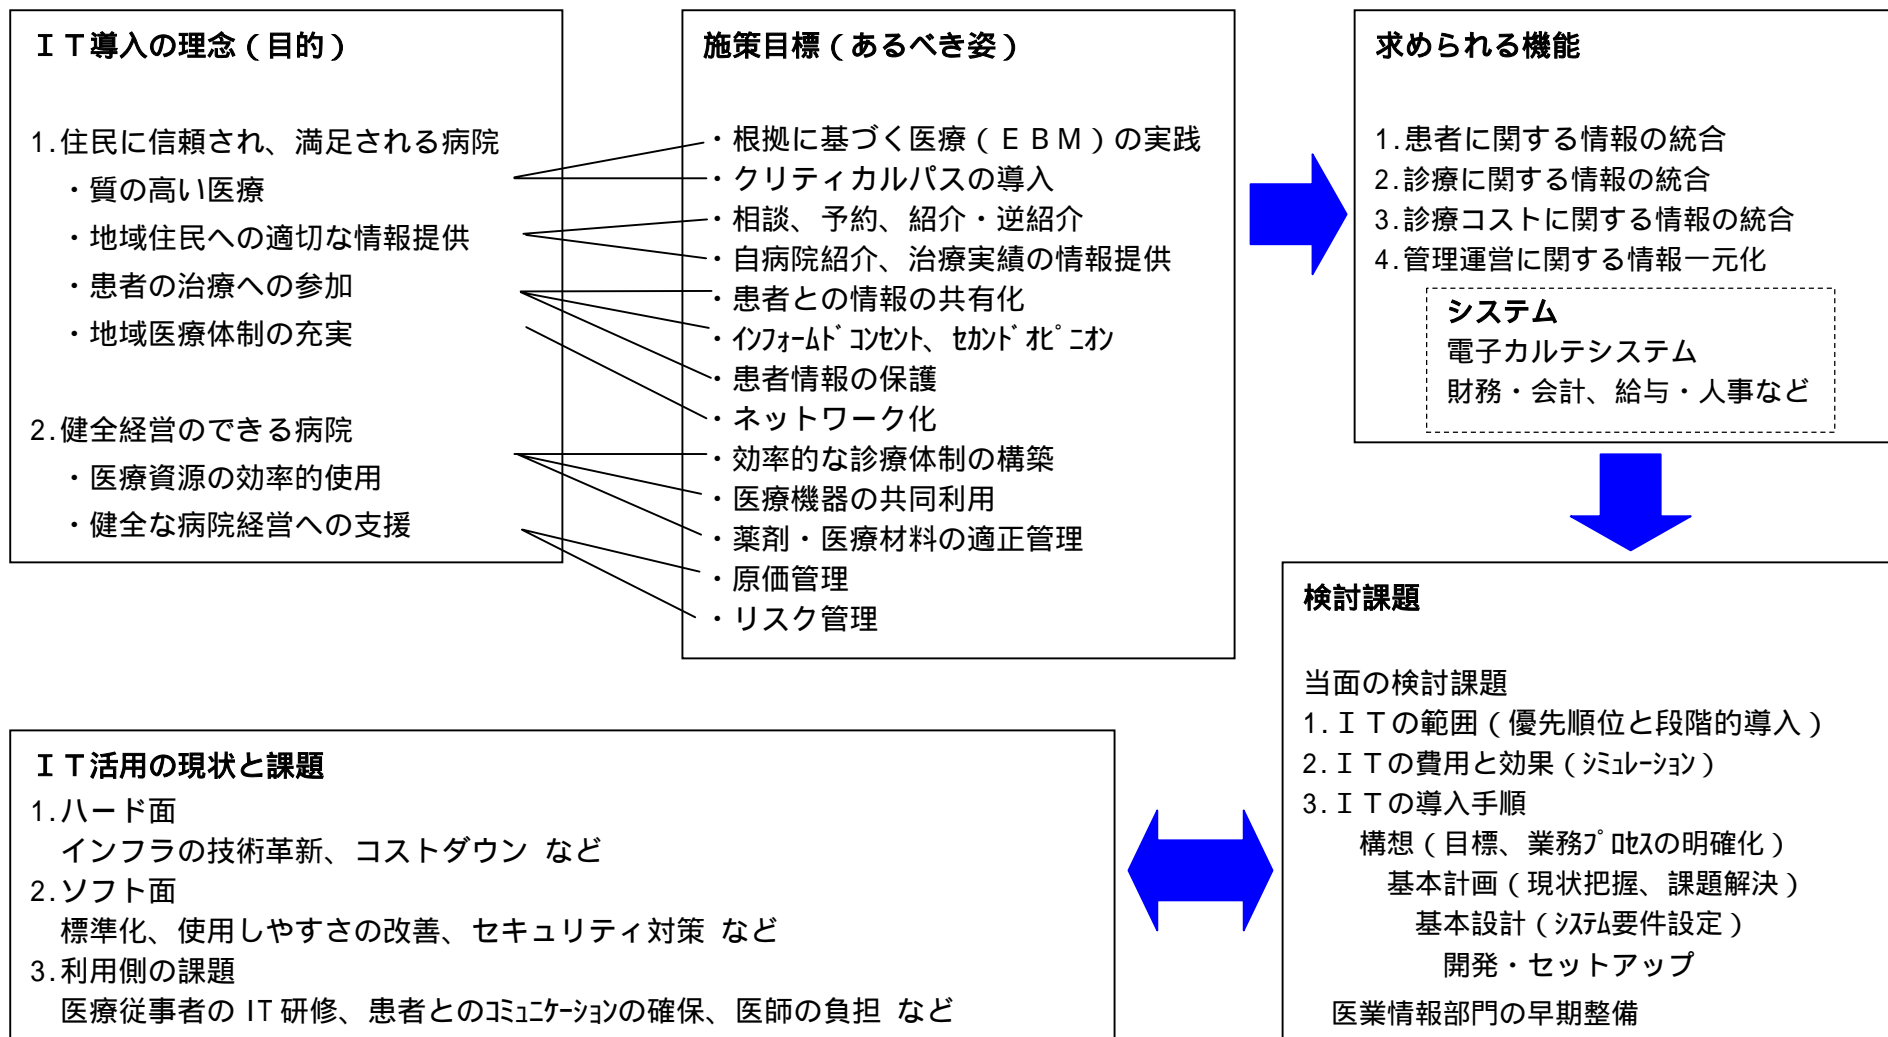 ＩＴ導入の理念（目的）
1.住民に信頼され、満足される病院
・質の高い医療
・地域住民への適切な情報提供
・患者の治療への参加
・地域医療体制の充実
2.健全経営のできる病院
・医療資源の効率的使用
・健全な病院経営への支援
施策目標（あるべき姿）
・根拠に基づく医療（ＥＢＭ）の実践
・クリティカルパスの導入
・相談、予約、紹介・逆紹介
・自病院紹介、治療実績の情報提供
・患者との情報の共有化
・ｲﾝﾌｫｰﾑﾄﾞｺﾝｾﾝﾄ、ｾｶﾝﾄﾞｵﾋﾟﾆｵﾝ
・患者情報の保護
・ネットワーク化
・効率的な診療体制の構築
・医療機器の共同利用
・薬剤・医療材料の適正管理
・原価管理
・リスク管理
求められる機能
1.患者に関する情報の統合
2.診療に関する情報の統合
3.診療コストに関する情報の統合
4.管理運営に関する情報一元化
システム
電子カルテシステム
財務・会計、給与・人事など
検討課題
当面の検討課題
1.ＩＴの範囲（優先順位と段階的導入）
2.ＩＴの費用と効果（ｼﾐｭﾚｰｼｮﾝ）
3.ＩＴの導入手順
構想（目標、業務ﾌﾟﾛｾｽの明確化）
基本計画（現状把握、課題解決）
基本設計（ｼｽﾃﾑ要件設定）
開発・セットアップ
医業情報部門の早期整備
ＩＴ活用の現状と課題
1.ハード面
インフラの技術革新、コストダウン など
2.ソフト面
標準化、使用しやすさの改善、セキュリティ対策 など
3.利用側の課題
医療従事者の IT 研修、患者とのｺﾐｭﾆｹｰｼｮﾝの確保、医師の負担 など